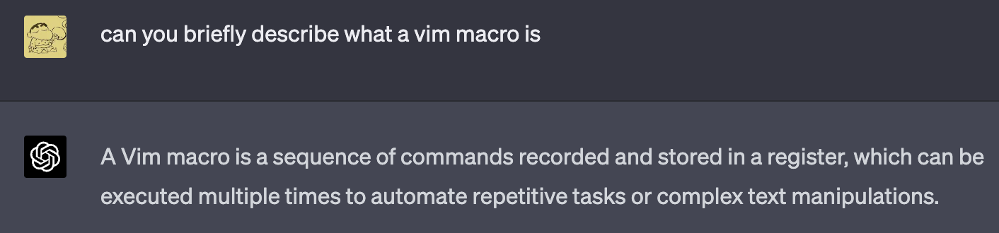 can you briefly describe what a vim macro is
A Vim macro is a sequence of commands recorded and stored in a register, which can be
executed multiple times to automate repetitive tasks or complex text manipulations.